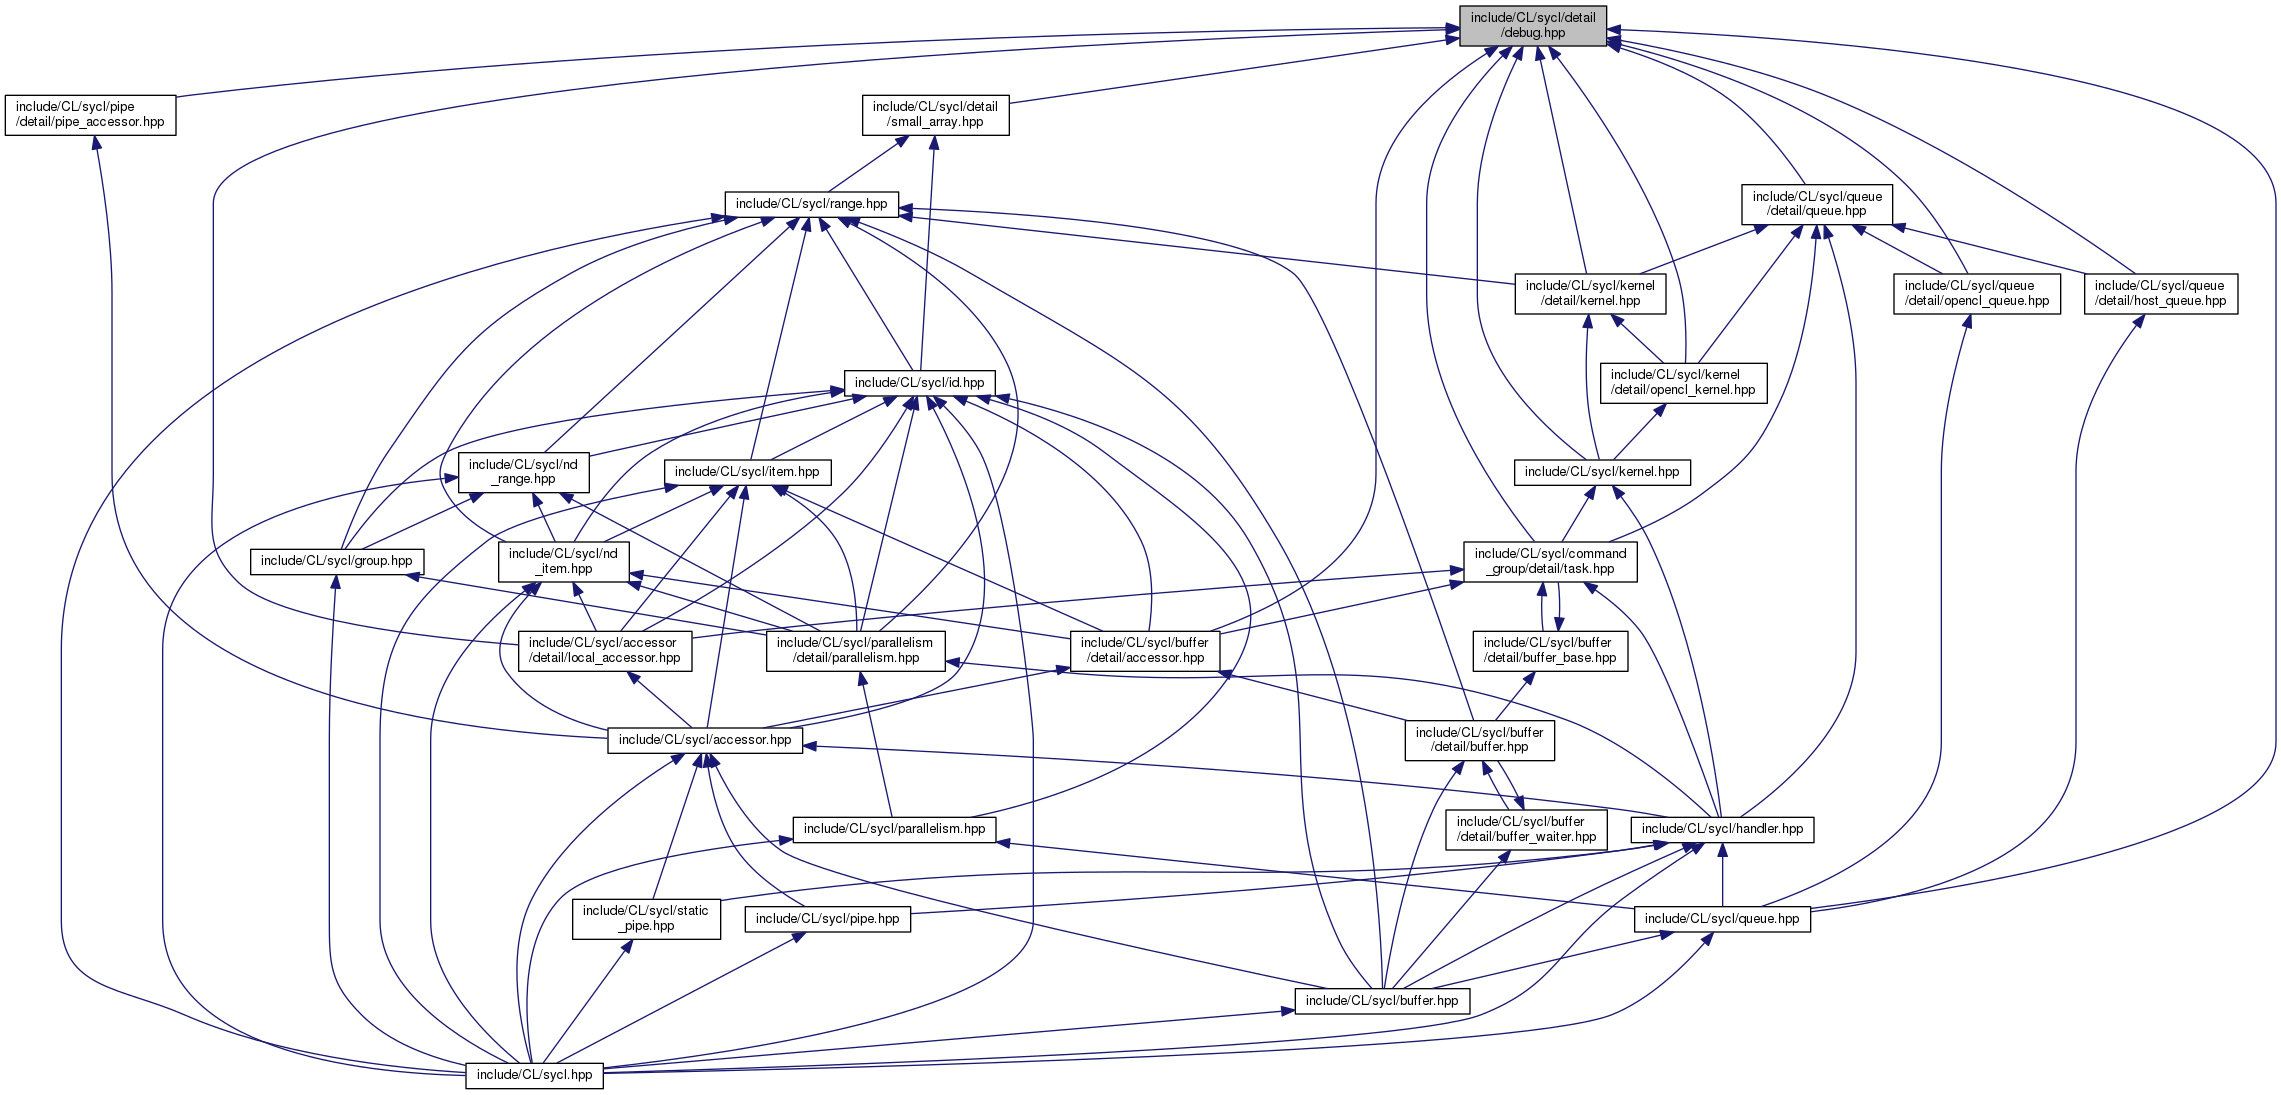 include/CL/sycl/detail
/debug.hpp
include/CL/sycl/pipe
/detail/pipe_accessor.hpp
include/CL/sycl/detail
/small_array.hpp
include/CL/sycl/range.hpp
include/CL/sycl/queue
/detail/queue.hpp
include/CL/sycl/kernel
/detail/kernel.hpp
include/CL/sycl/queue
/detail/opencl_queue.hpp
include/CL/sycl/queue
/detail/host_queue.hpp
include/CL/sycl/id.hpp
include/CL/sycl/kernel
/detail/opencl_kernel.hpp
include/CL/sycl/nd
_range.hpp
include/CL/sycl/item.hpp
include/CL/sycl/kernel.hpp
include/CL/sycl/group.hpp
include/CL/sycl/nd
_item.hpp
include/CL/sycl/command
_group/detail/task.hpp
include/CL/sycl/accessor
/detail/local_accessor.hpp
include/CL/sycl/parallelism
/detail/parallelism.hpp
include/CL/sycl/buffer
/detail/accessor.hpp
include/CL/sycl/buffer
/detail/buffer_base.hpp
include/CL/sycl/accessor.hpp
include/CL/sycl/buffer
/detail/buffer.hpp
include/CL/sycl/parallelism.hpp
include/CL/sycl/buffer
/detail/buffer_waiter.hpp
include/CL/sycl/handler.hpp
include/CL/sycl/static
_pipe.hpp
include/CL/sycl/pipe.hpp
include/CL/sycl/queue.hpp
include/CL/sycl/buffer.hpp
include/CL/sycl.hpp